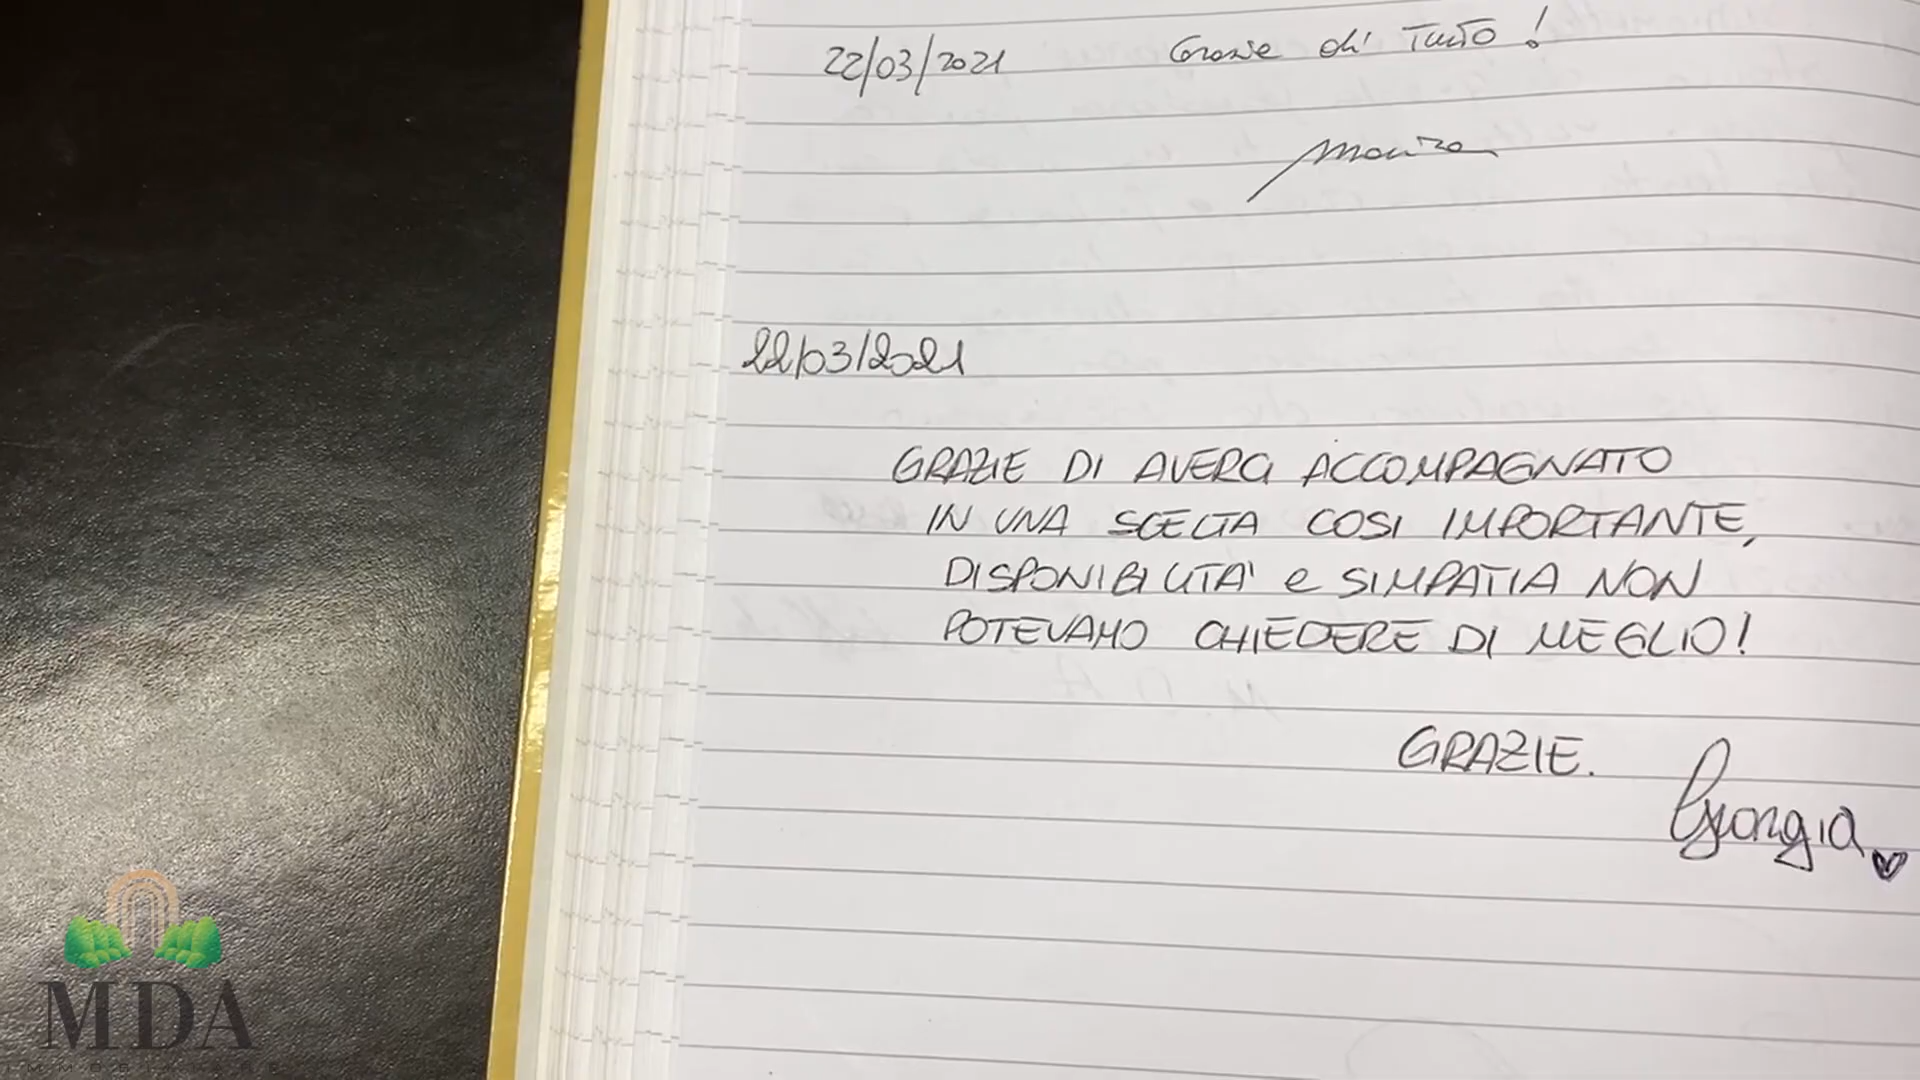 22/03/2021 Grazie di Tutto!
22/03/2021
GRAZIE DI AVERCI ACCOMPAGNATO
IN UNA SCELTA COSI IMPORTANTE,
DISPONIBILITA' e SIMPATIA NON
POTEVAMO CHIEDERE DI MEGLIO!
GRAZIE.
Giorgia
MDA
IMMOBILIARE